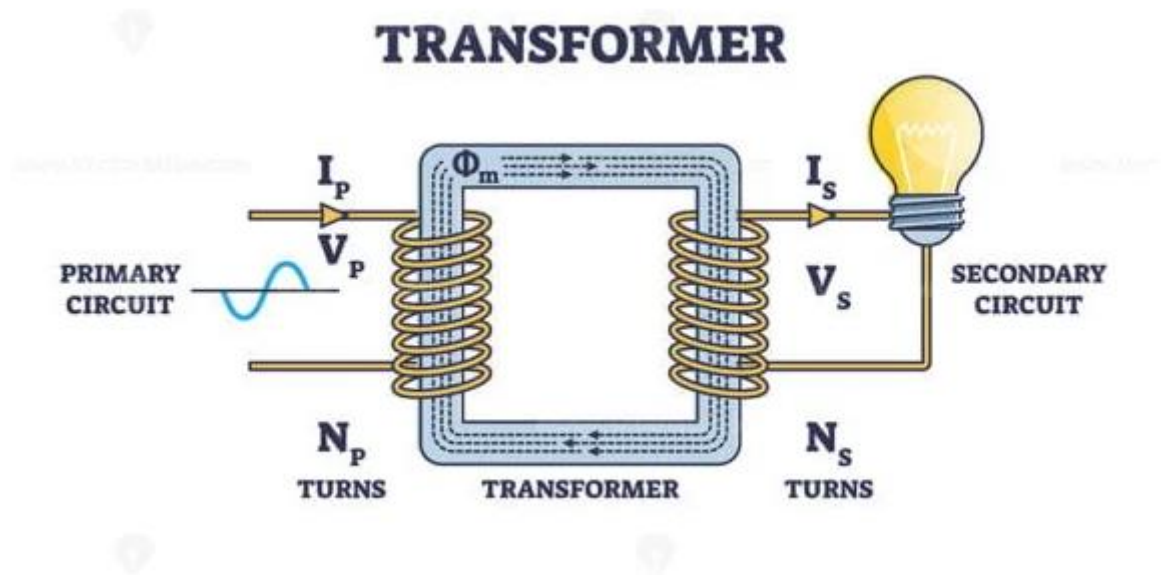 TRANSFORMER
Φm
IP
VP
IS
VS
PRIMARY
CIRCUIT
SECONDARY
CIRCUIT
NP
TURNS
TRANSFORMER
NS
TURNS